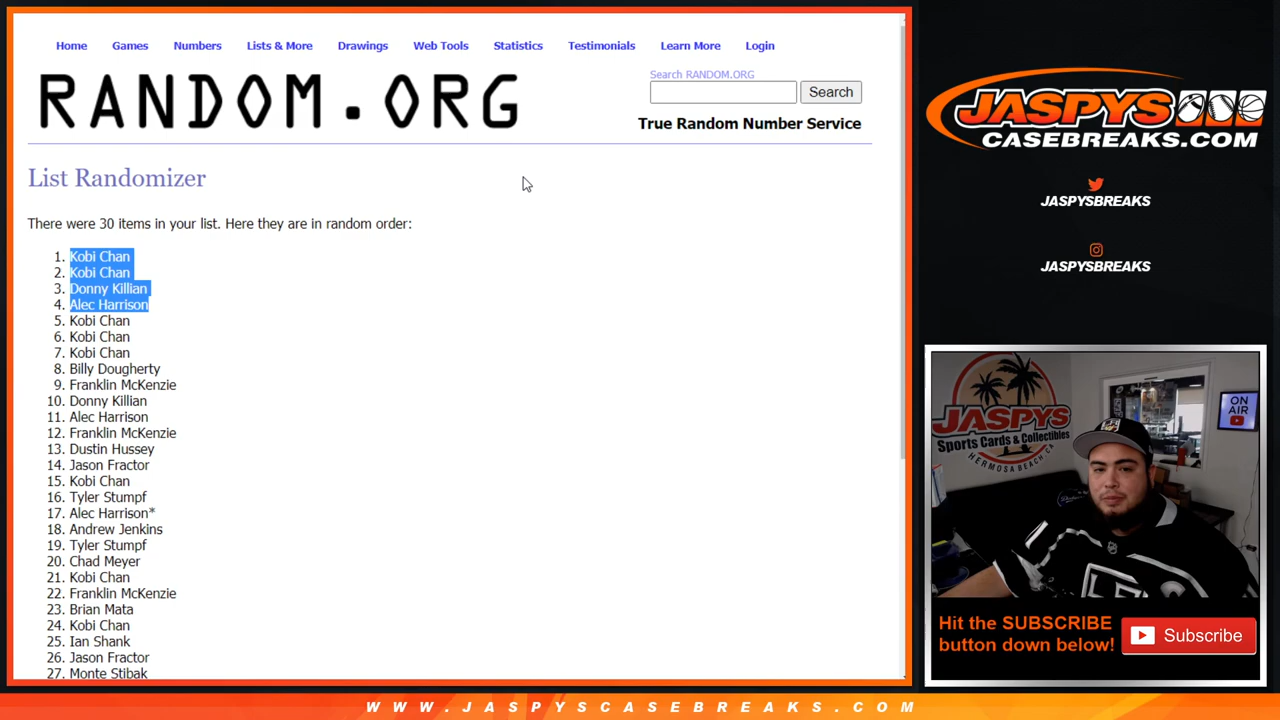 Home Games Numbers Lists & More Drawings Web Tools Statistics Testimonials Learn More Login
RANDOM.ORG
Search RANDOM.ORG
Search
True Random Number Service
List Randomizer
There were 30 items in your list. Here they are in random order:
1. Kobi Chan
2. Kobi Chan
3. Donny Killian
4. Alec Harrison
5. Kobi Chan
6. Kobi Chan
7. Kobi Chan
8. Billy Dougherty
9. Franklin McKenzie
10. Donny Killian
11. Alec Harrison
12. Franklin McKenzie
13. Dustin Hussey
14. Jason Fractor
15. Kobi Chan
16. Tyler Stumpf
17. Alec Harrison*
18. Andrew Jenkins
19. Tyler Stumpf
20. Chad Meyer
21. Kobi Chan
22. Franklin McKenzie
23. Brian Mata
24. Kobi Chan
25. Ian Shank
26. Jason Fractor
27. Monte Stibak
JASPYS
CASEBREAKS.COM
JASPYSBREAKS
JASPYSBREAKS
JASPYS
Sports Cards & Collectibles
HERMOSA BEACH CA
ON
AIR
Hit the SUBSCRIBE
button down below!
Subscribe
WWW.JASPYSCASEBREAKS.COM